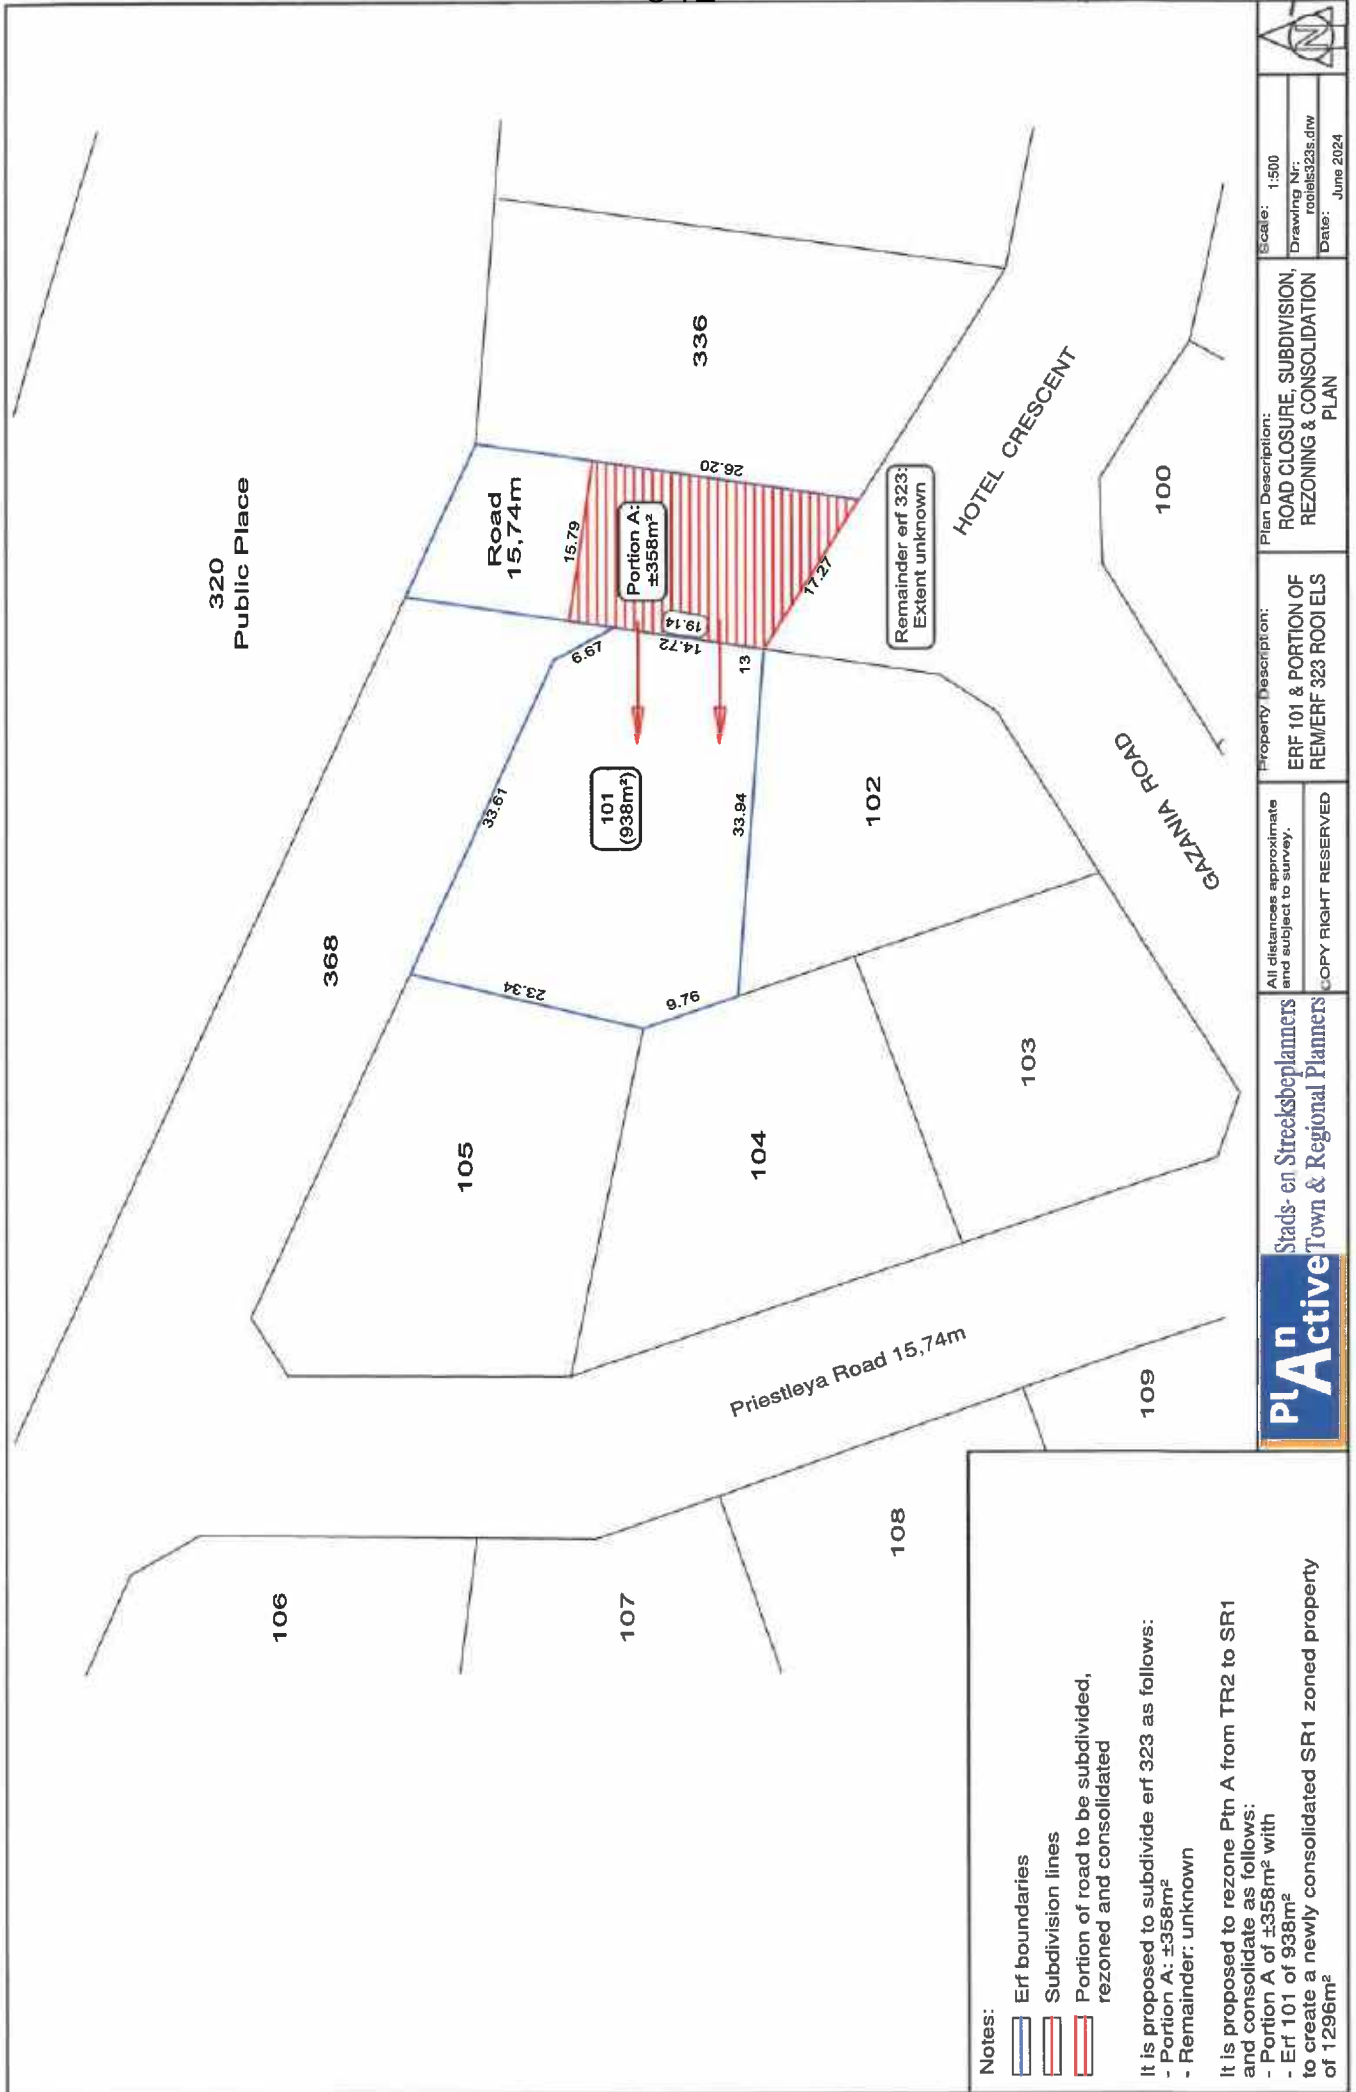 320
Public Place
368
336
Road
15,74m
15.79
Portion A:
±358m²
26.20
19.14
14.72
17.27
13
6.67
33.61
101
(938m²)
33.94
23.34
9.76
Remainder erf 323:
Extent unknown
HOTEL CRESCENT
GAZANIA ROAD
100
102
103
104
105
Priestleya Road 15,74m
106
107
108
109
Notes:
Erf boundaries
Subdivision lines
Portion of road to be subdivided,
rezoned and consolidated
It is proposed to subdivide erf 323 as follows:
- Portion A: ±358m²
- Remainder: unknown
It is proposed to rezone Ptn A from TR2 to SR1
and consolidate as follows:
- Portion A of ±358m² with
- Erf 101 of 938m²
to create a newly consolidated SR1 zoned property
of 1296m²
Plan
Active
Stads- en Streeksbeplanners
Town & Regional Planners
All distances approximate
and subject to survey.
COPY RIGHT RESERVED
Property Description:
ERF 101 & PORTION OF
REM/ERF 323 ROOI ELS
Plan Description:
ROAD CLOSURE, SUBDIVISION,
REZONING & CONSOLIDATION
PLAN
Scale: 1:500
Drawing Nr:
rooiels323s.drw
Date:
June 2024
N